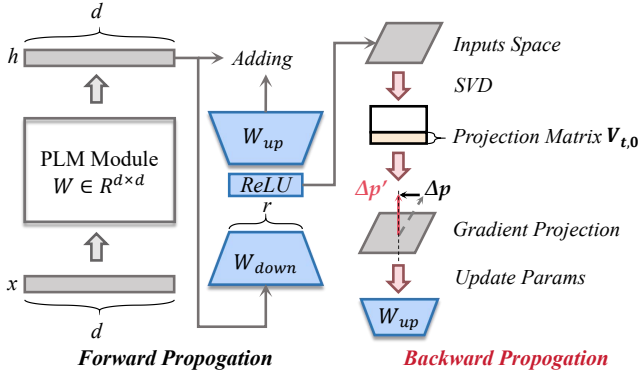 d
h
Adding
Inputs Space
SVD
W_up
PLM Module
W ∈ R^{d×d}
Projection Matrix V_{t,0}
ReLU
r
Δp′
Δp
Gradient Projection
W_down
x
Update Params
d
W_up
Forward Propogation
Backward Propogation